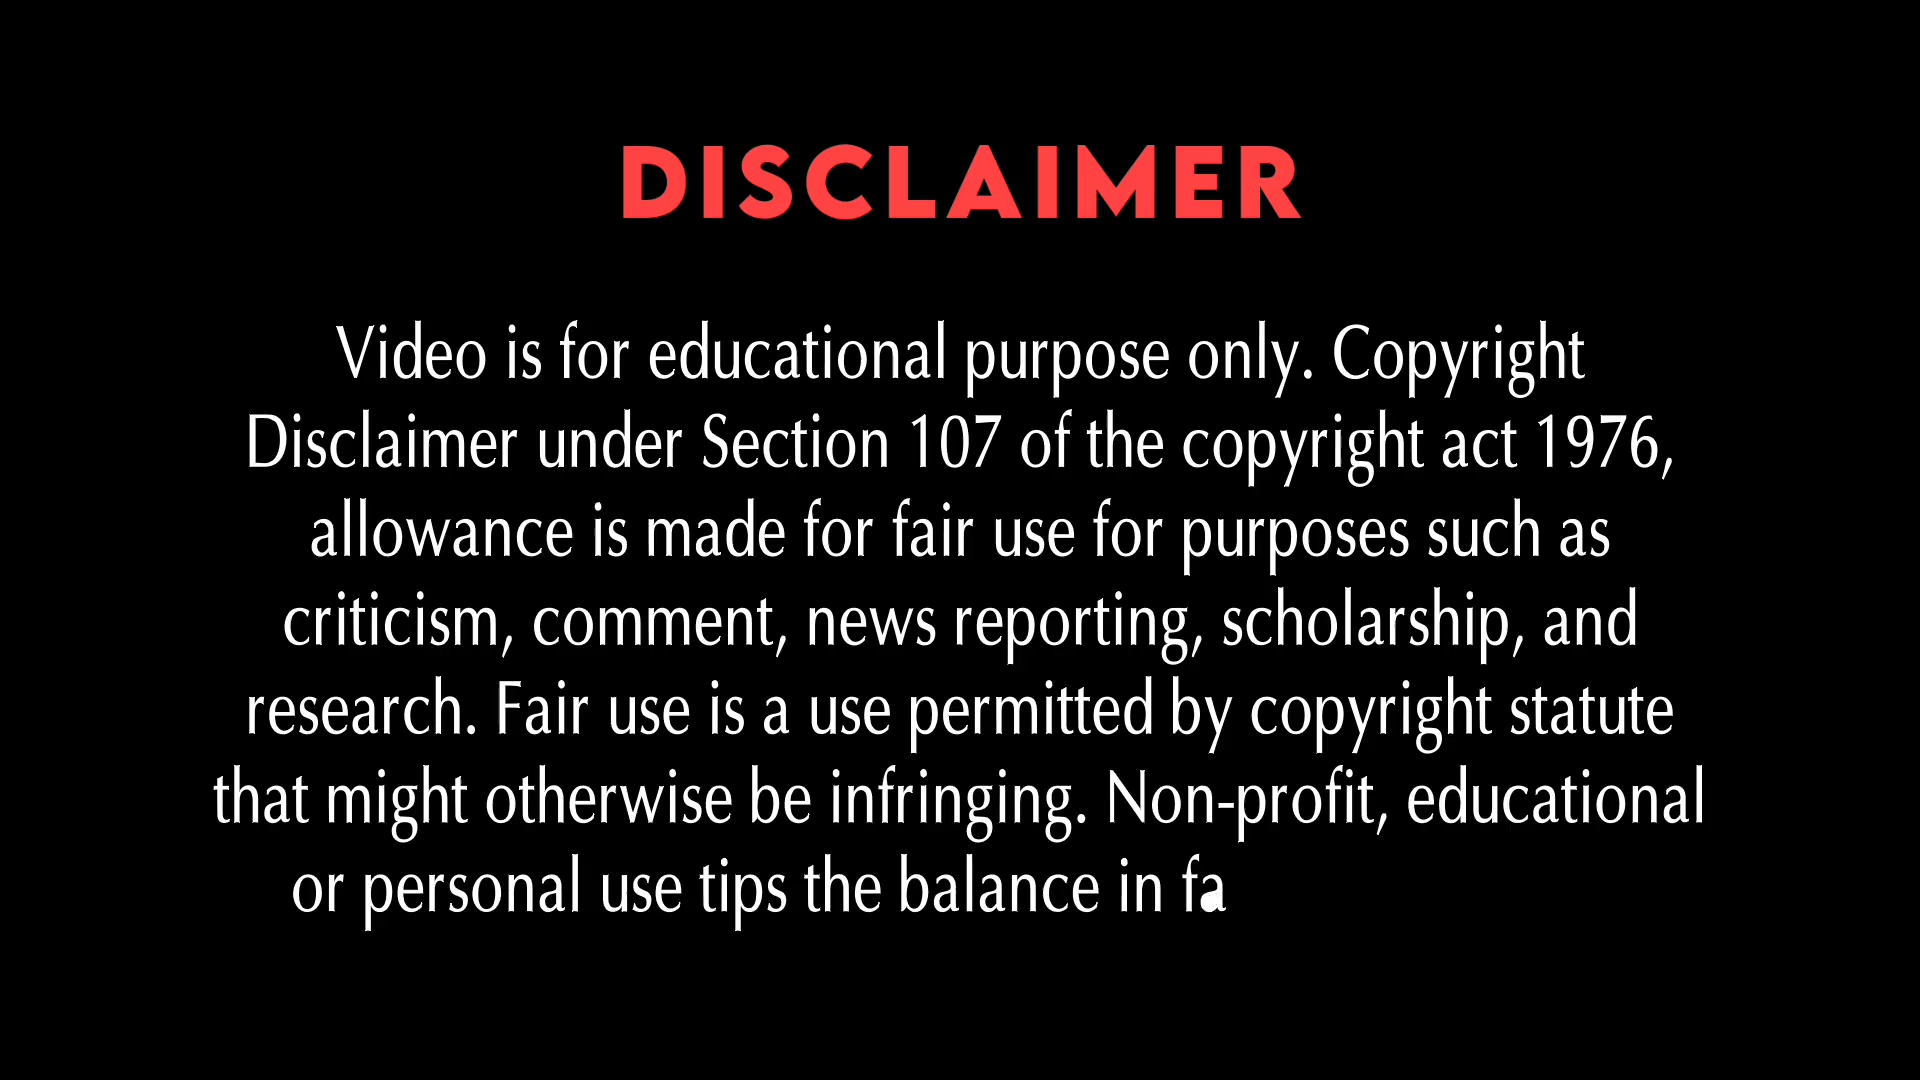 DISCLAIMER
Video is for educational purpose only. Copyright
Disclaimer under Section 107 of the copyright act 1976,
allowance is made for fair use for purposes such as
criticism, comment, news reporting, scholarship, and
research. Fair use is a use permitted by copyright statute
that might otherwise be infringing. Non-profit, educational
or personal use tips the balance in fa